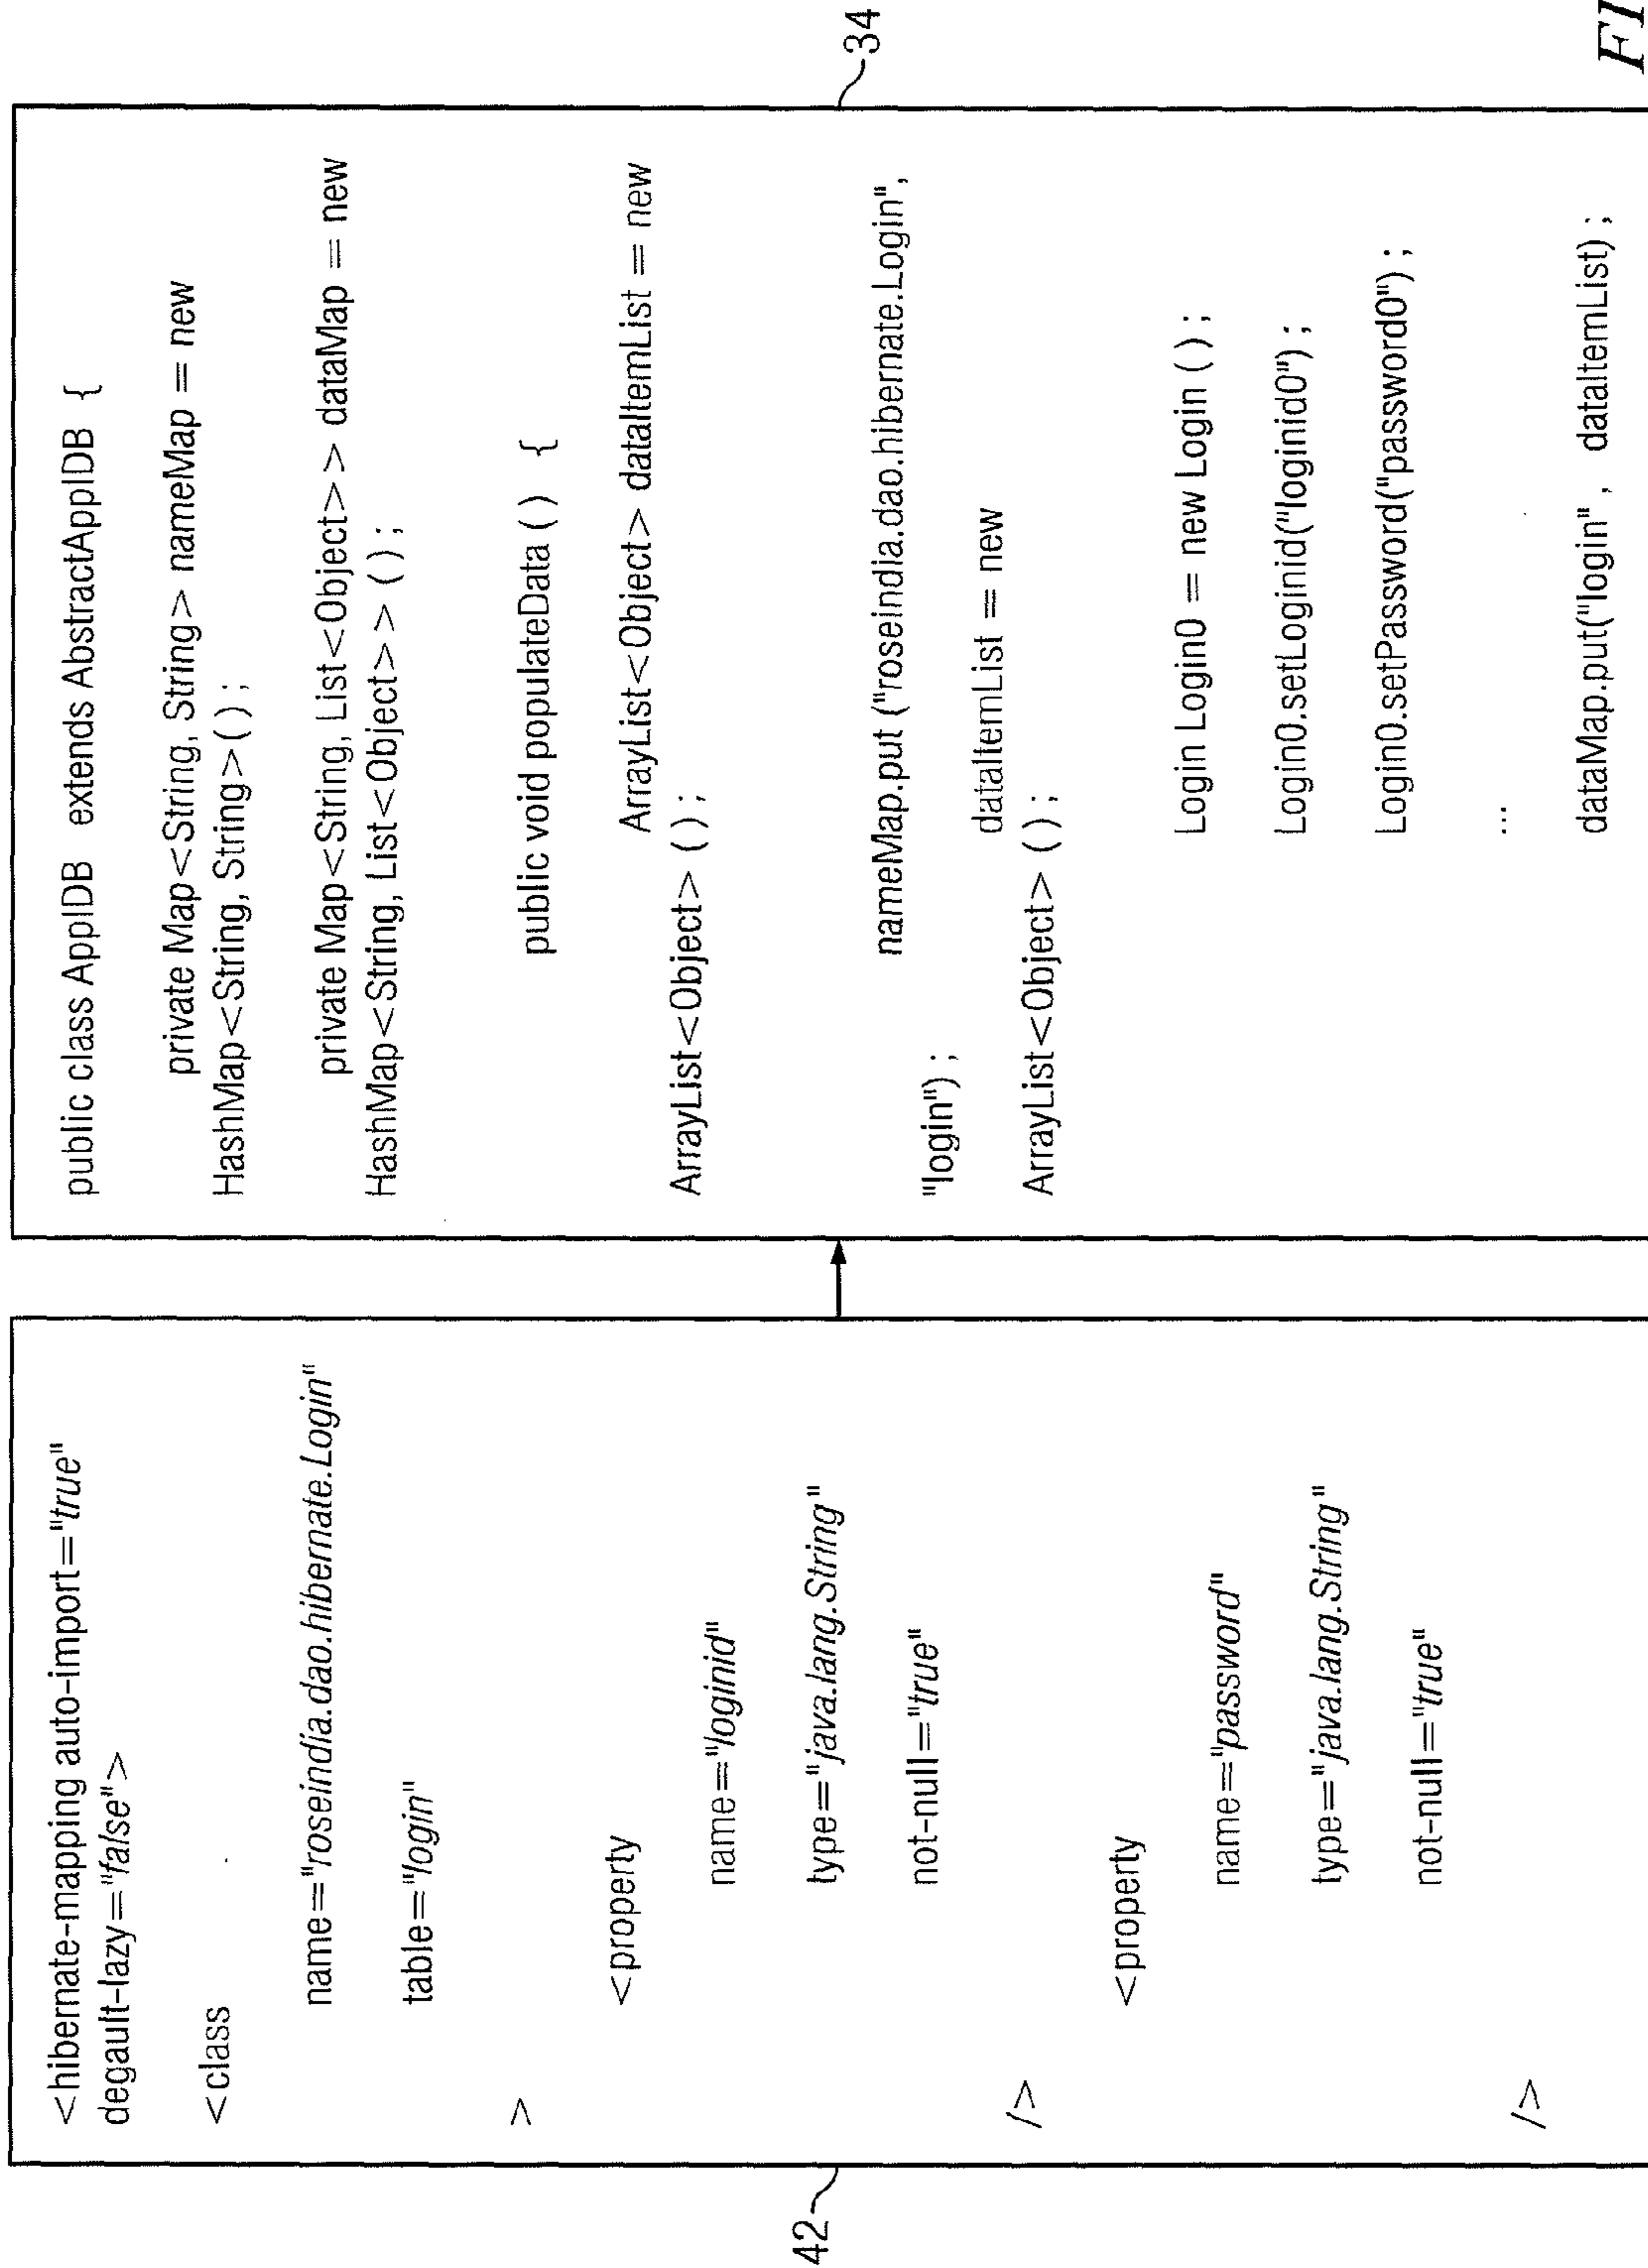 <hibernate-mapping auto-import="true"
degault-lazy="false">
<class
name="roseindia.dao.hibernate.Login"
table="login"
>
<property
name="loginid"
type="java.lang.String"
not-null="true"
/>
<property
name="password"
type="java.lang.String"
not-null="true"
/>
42
public class ApplDB extends AbstractApplDB {
private Map<String, String> nameMap = new
HashMap<String, String>();
private Map<String, List<Object>> dataMap = new
HashMap<String, List<Object>>();
public void populateData () {
ArrayList<Object> dataItemList = new
ArrayList<Object> ();
nameMap.put ("roseindia.dao.hibernate.Login",
"login");
dataItemList = new
ArrayList<Object> ();
Login Login0 = new Login ();
Login0.setLoginid("loginid0");
Login0.setPassword("password0");
...
dataMap.put("login", dataItemList);
34